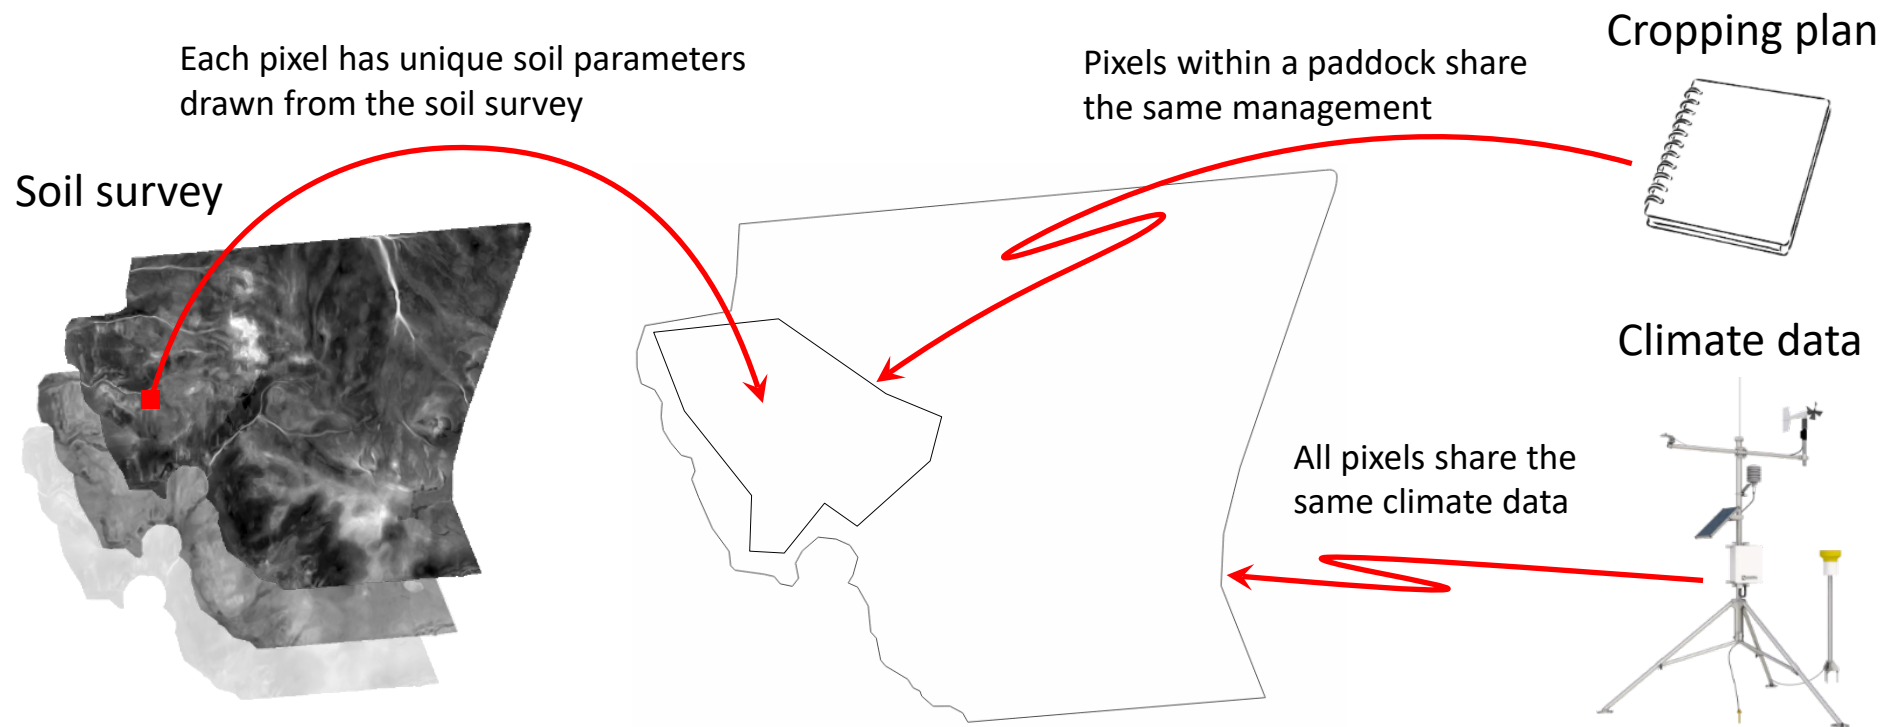 Each pixel has unique soil parameters
drawn from the soil survey
Pixels within a paddock share
the same management
Cropping plan
Soil survey
Climate data
All pixels share the
same climate data